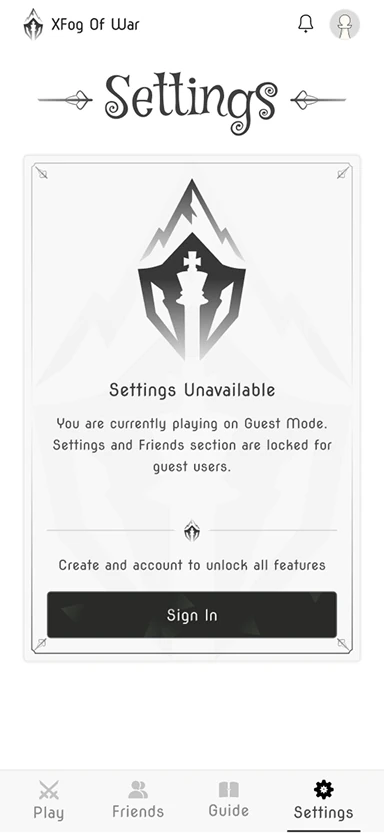 XFog Of War
Settings
Settings Unavailable
You are currently playing on Guest Mode.
Settings and Friends section are locked for
guest users.
Create and account to unlock all features
Sign In
Play
Friends
Guide
Settings